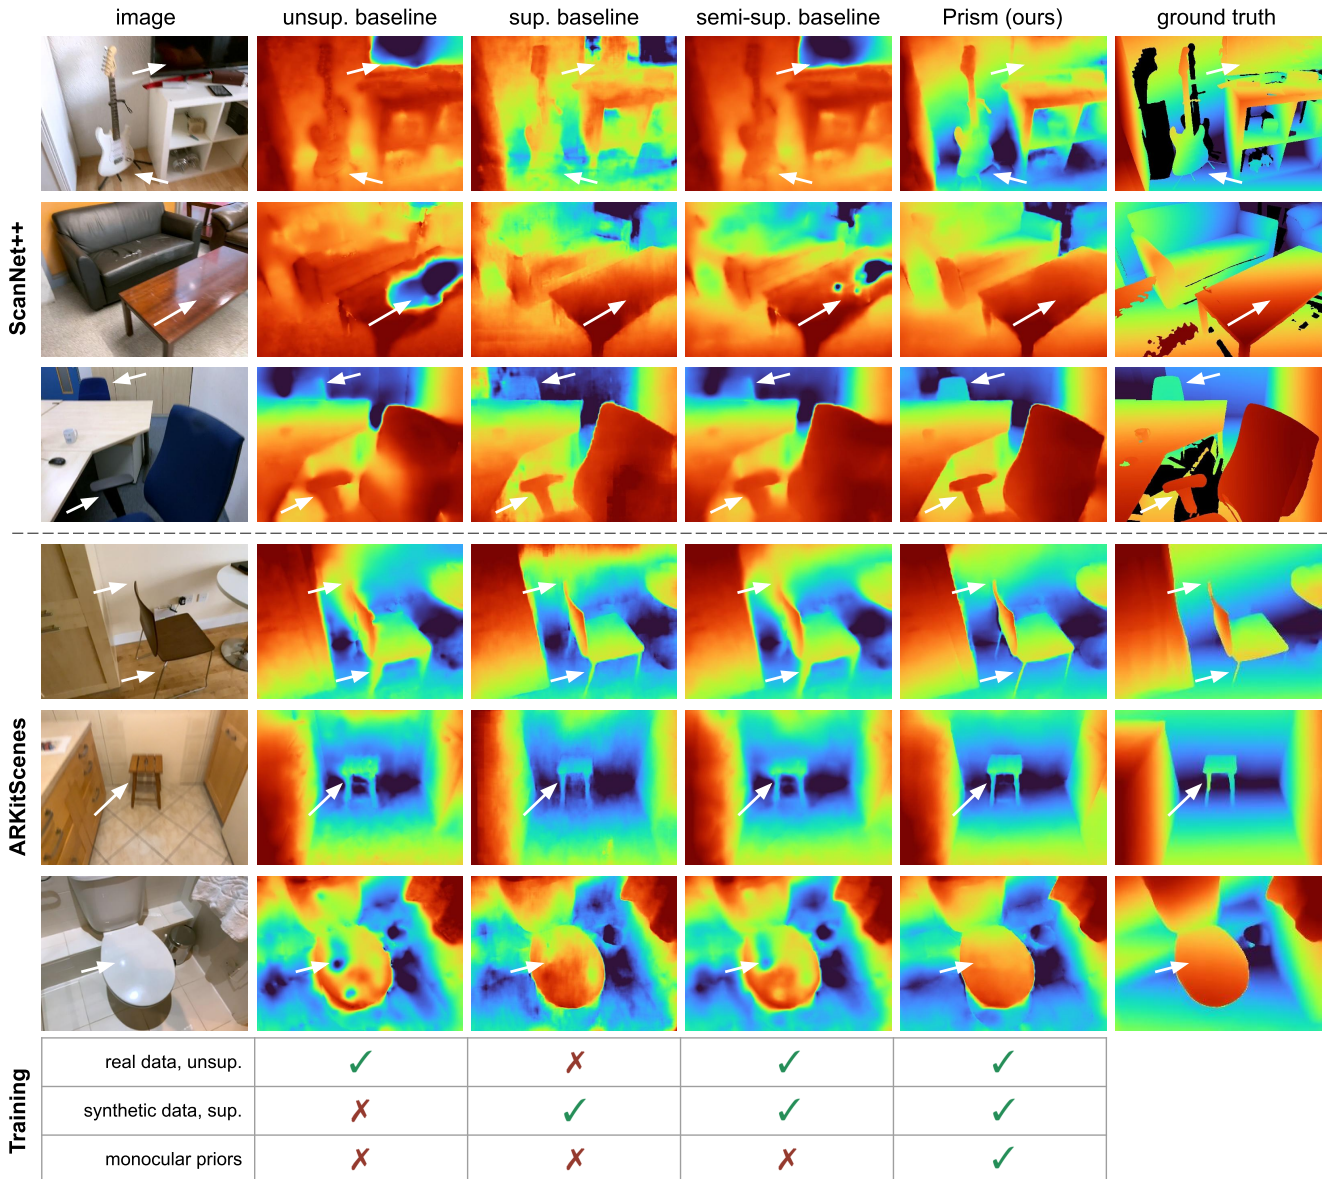 image unsup. baseline sup. baseline semi-sup. baseline Prism (ours) ground truth
ScanNet++
ARKitScenes
Training
real data, unsup. ✓ ✗ ✓ ✓
synthetic data, sup. ✗ ✓ ✓ ✓
monocular priors ✗ ✗ ✗ ✓